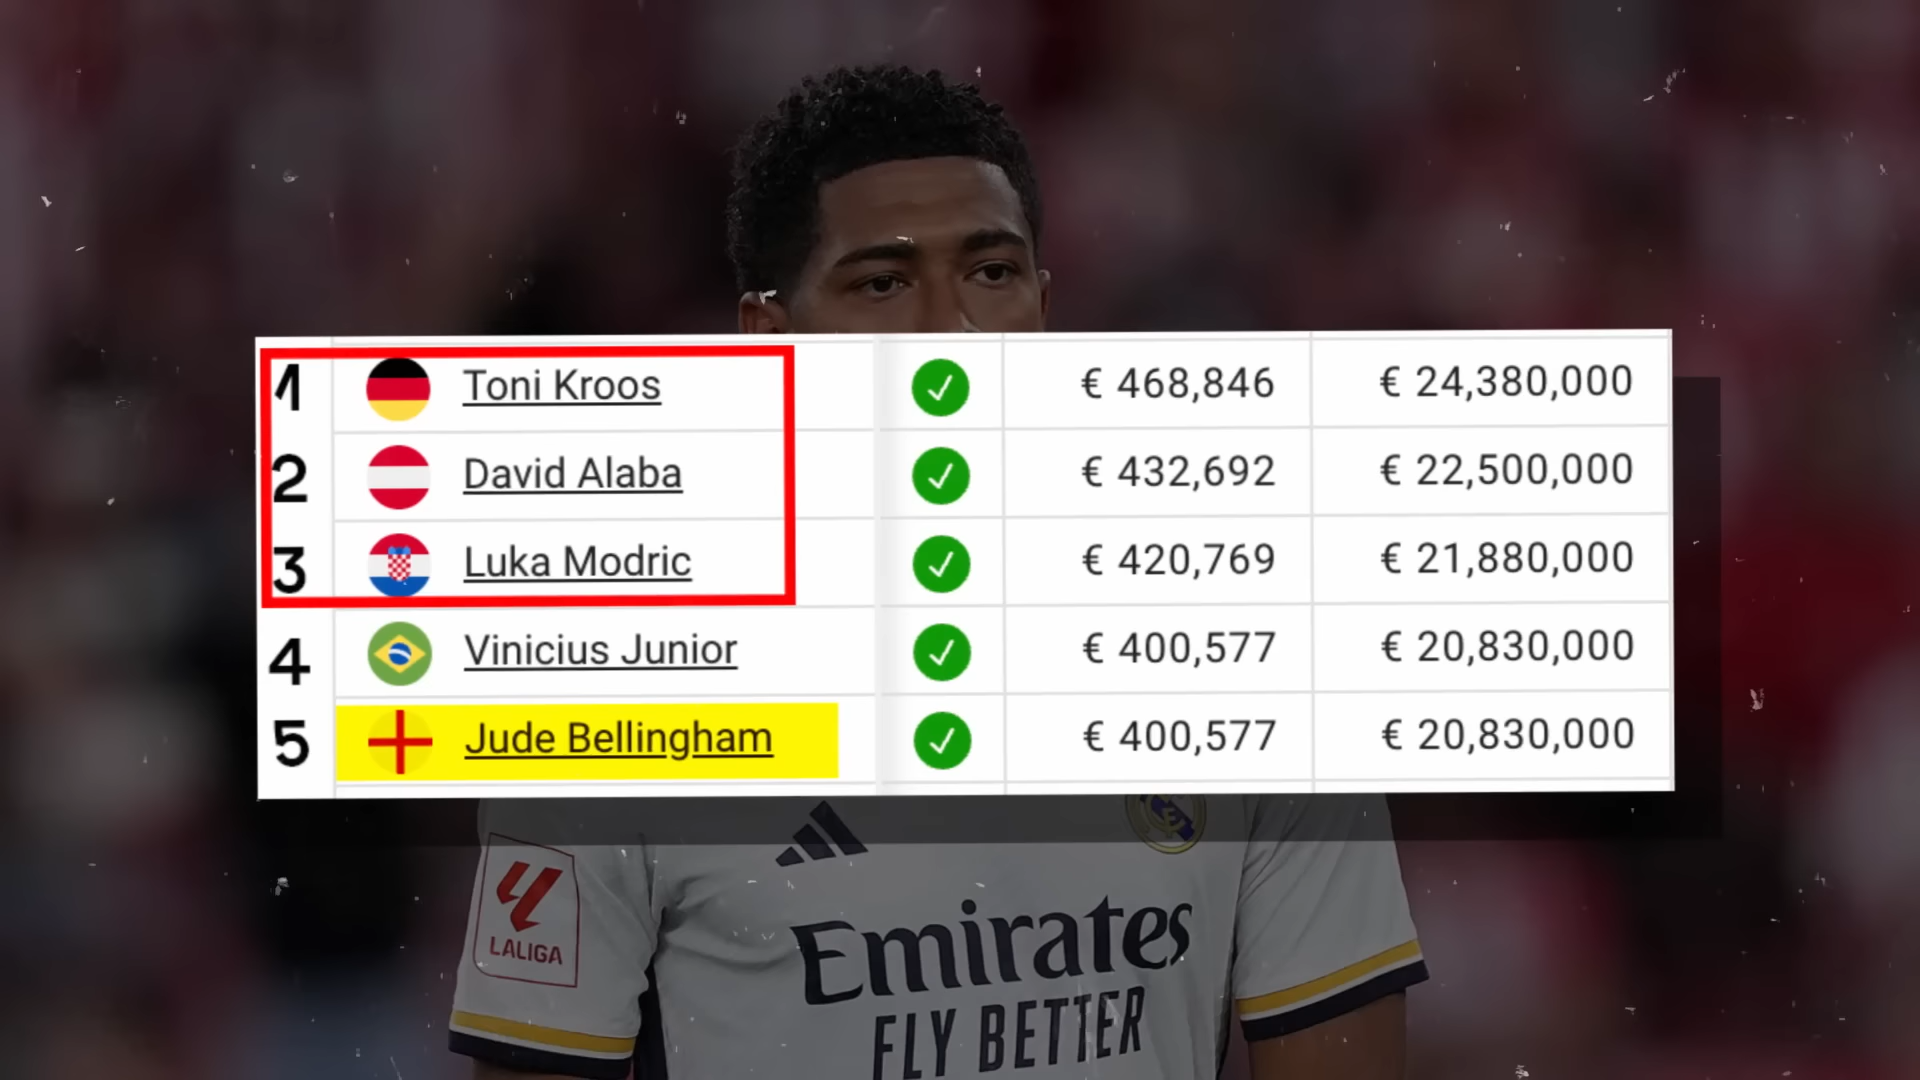 1 Toni Kroos € 468,846 € 24,380,000
2 David Alaba € 432,692 € 22,500,000
3 Luka Modric € 420,769 € 21,880,000
4 Vinicius Junior € 400,577 € 20,830,000
5 Jude Bellingham € 400,577 € 20,830,000
LALIGA
Emirates
FLY BETTER